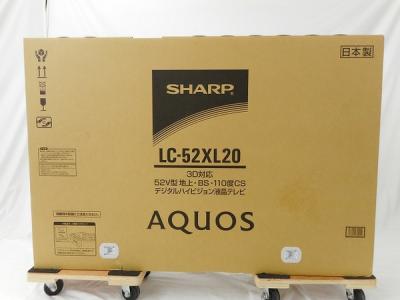 日本製
SHARP
LC-52XL20
3D対応
52V型 地上・BS・110度CS
デジタルハイビジョン液晶テレビ
AQUOS